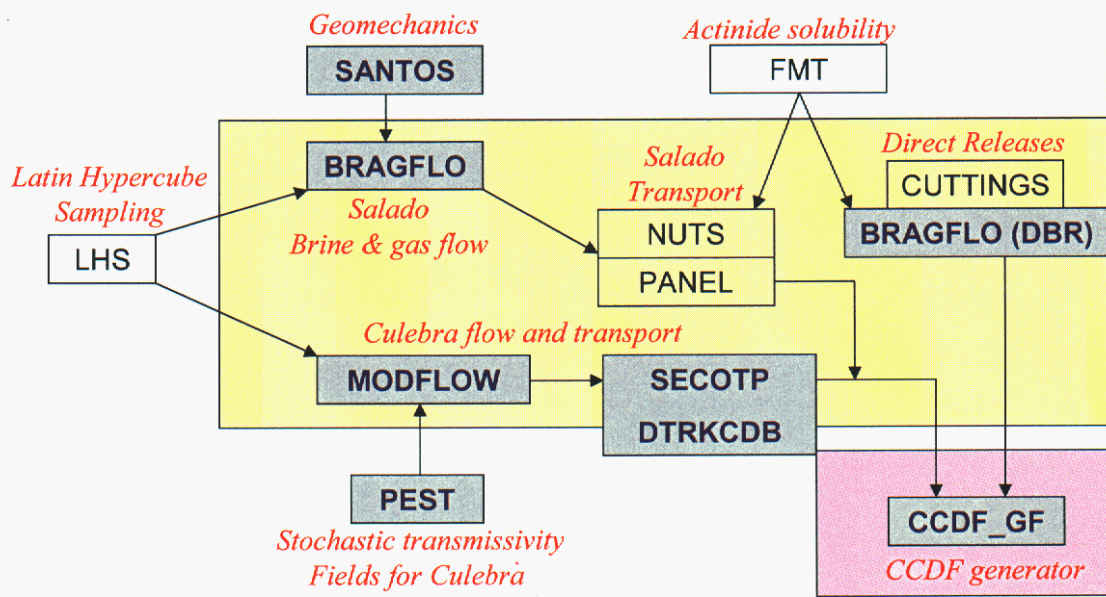 Geomechanics
SANTOS
Actinide solubility
FMT
BRAGFLO
Salado
Brine & gas flow
Latin Hypercube
Sampling
LHS
Salado
Transport
NUTS
PANEL
Direct Releases
CUTTINGS
BRAGFLO (DBR)
Culebra flow and transport
MODFLOW
SECOTP
DTRKCDB
PEST
Stochastic transmissivity
Fields for Culebra
CCDF_GF
CCDF generator